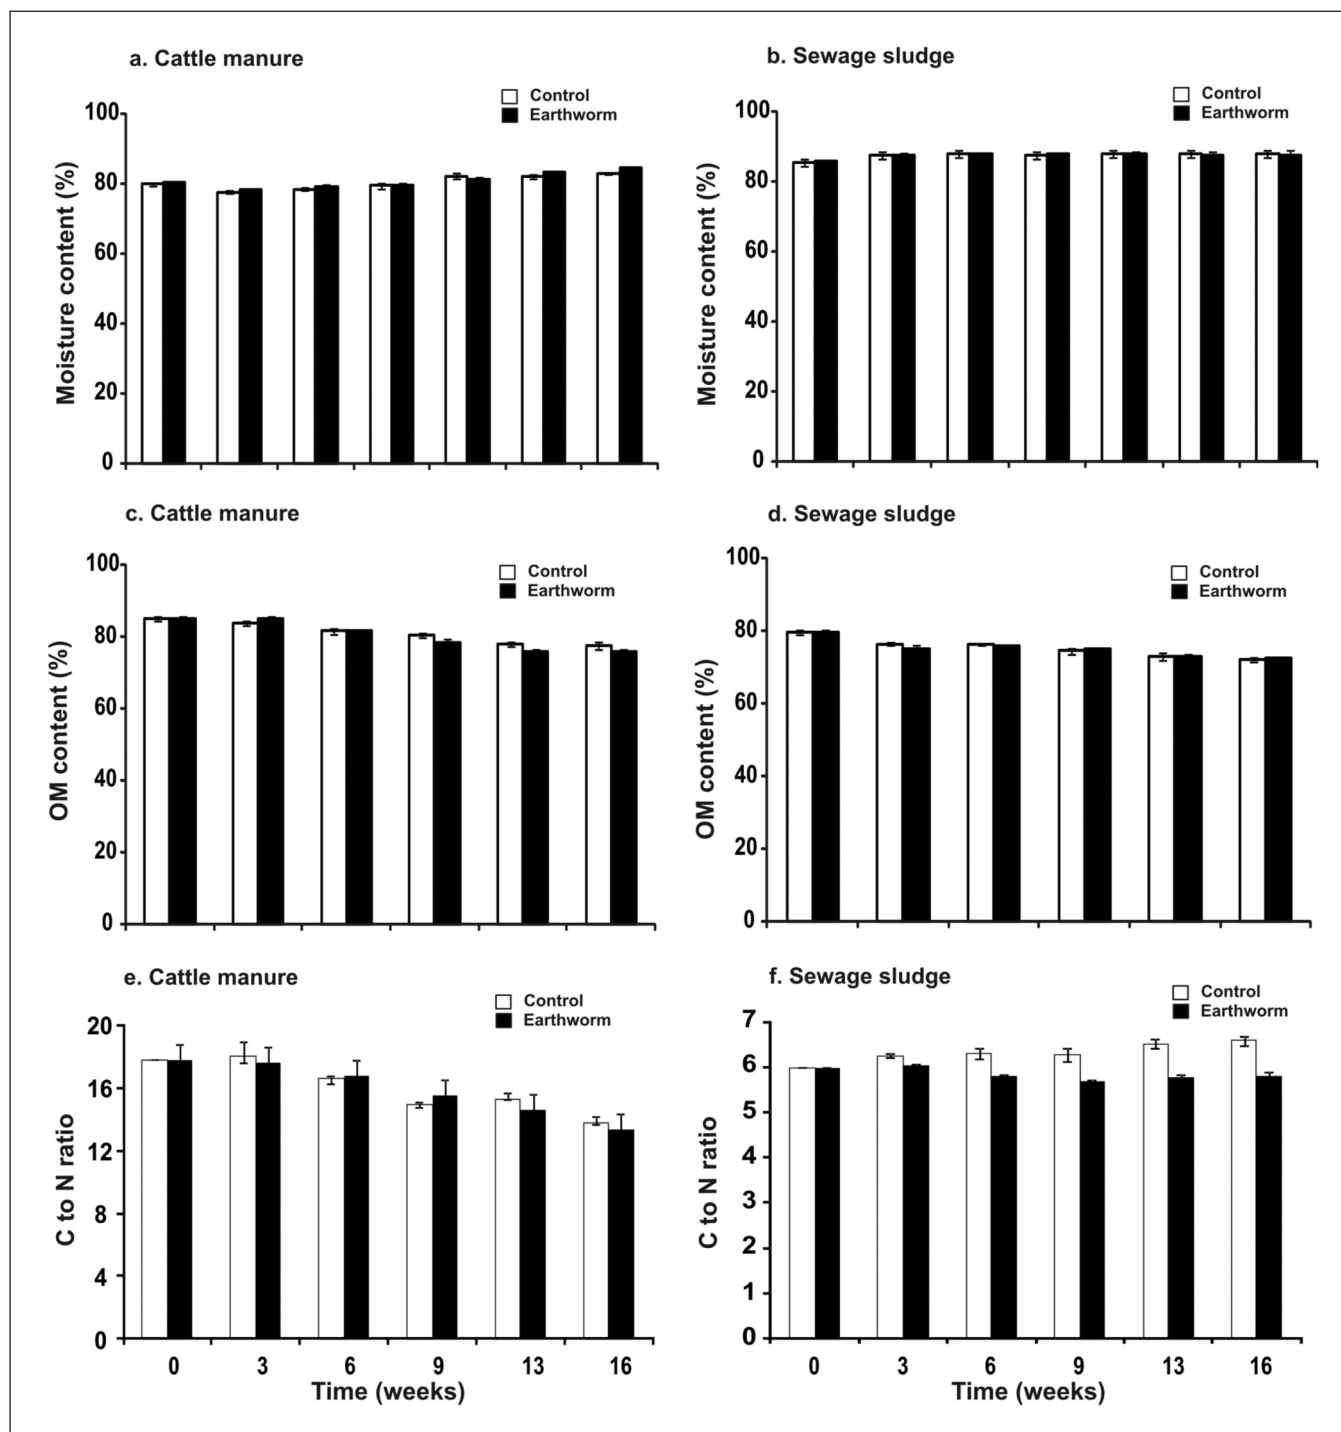 a. Cattle manure
Control
Earthworm
100
80
60
40
20
0
Moisture content (%)
b. Sewage sludge
Control
Earthworm
100
80
60
40
20
0
Moisture content (%)
c. Cattle manure
Control
Earthworm
100
80
60
40
20
0
OM content (%)
d. Sewage sludge
Control
Earthworm
100
80
60
40
20
0
OM content (%)
e. Cattle manure
Control
Earthworm
20
16
12
8
4
0
C to N ratio
0 3 6 9 13 16
Time (weeks)
f. Sewage sludge
Control
Earthworm
7
6
5
4
3
2
1
0
C to N ratio
0 3 6 9 13 16
Time (weeks)